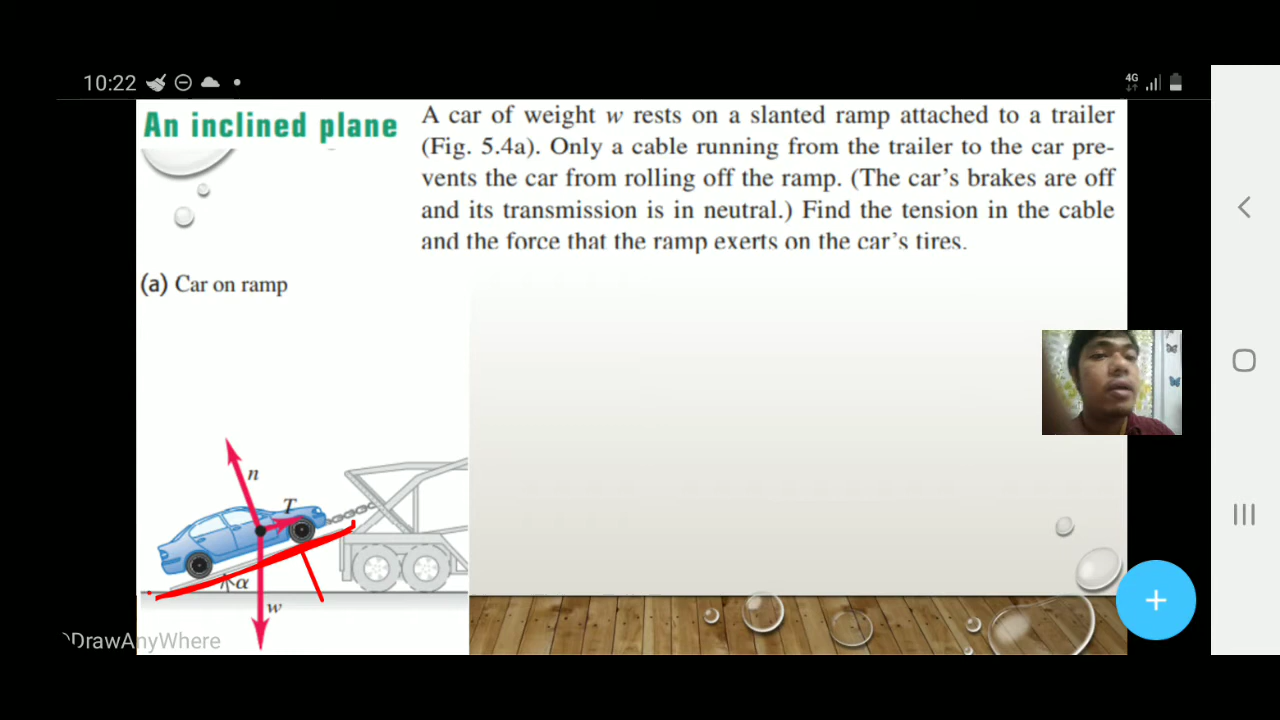 10:22
4G
An inclined plane
A car of weight w rests on a slanted ramp attached to a trailer
(Fig. 5.4a). Only a cable running from the trailer to the car pre-
vents the car from rolling off the ramp. (The car's brakes are off
and its transmission is in neutral.) Find the tension in the cable
and the force that the ramp exerts on the car's tires.
(a) Car on ramp
n
T
α
w
DrawAnyWhere